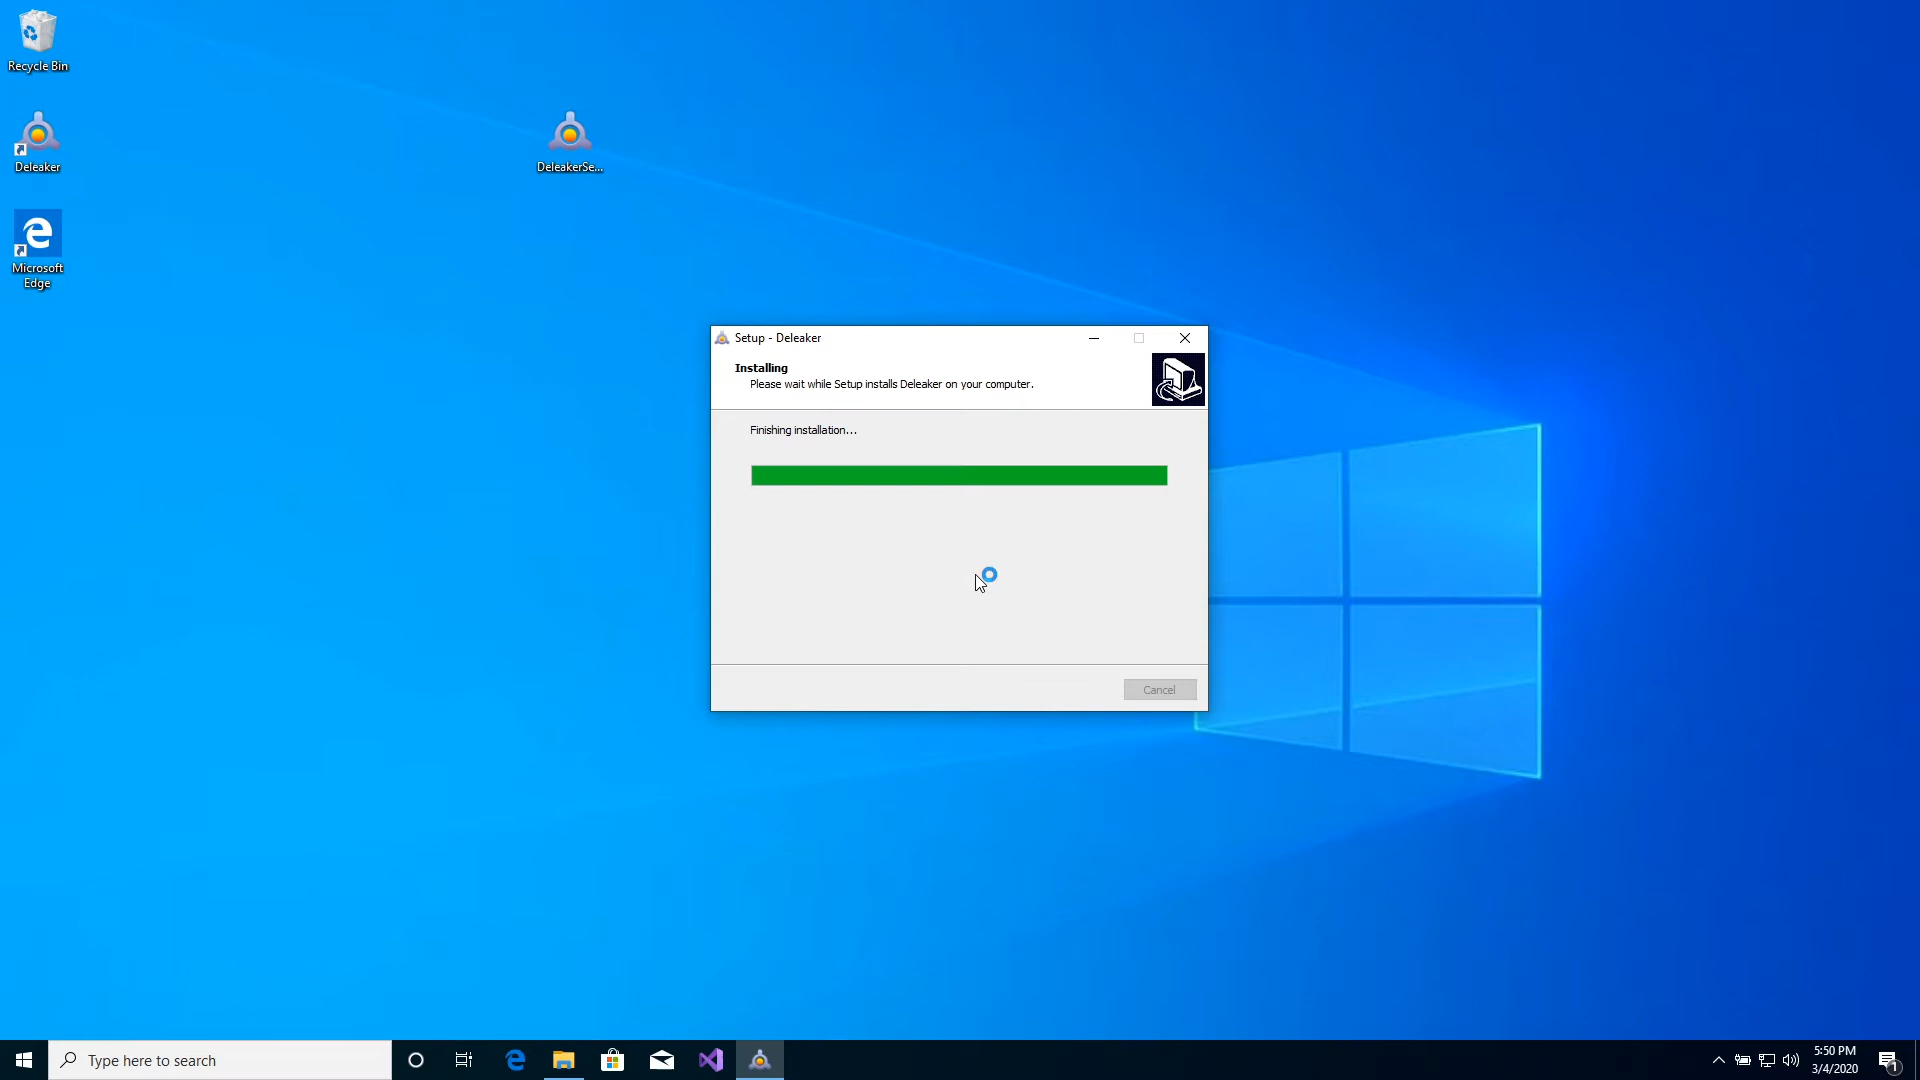 Recycle Bin
Deleaker
DeleakerSe...
Microsoft
Edge
Setup - Deleaker
Installing
Please wait while Setup installs Deleaker on your computer.
Finishing installation...
Cancel
Type here to search
5:50 PM
3/4/2020
1